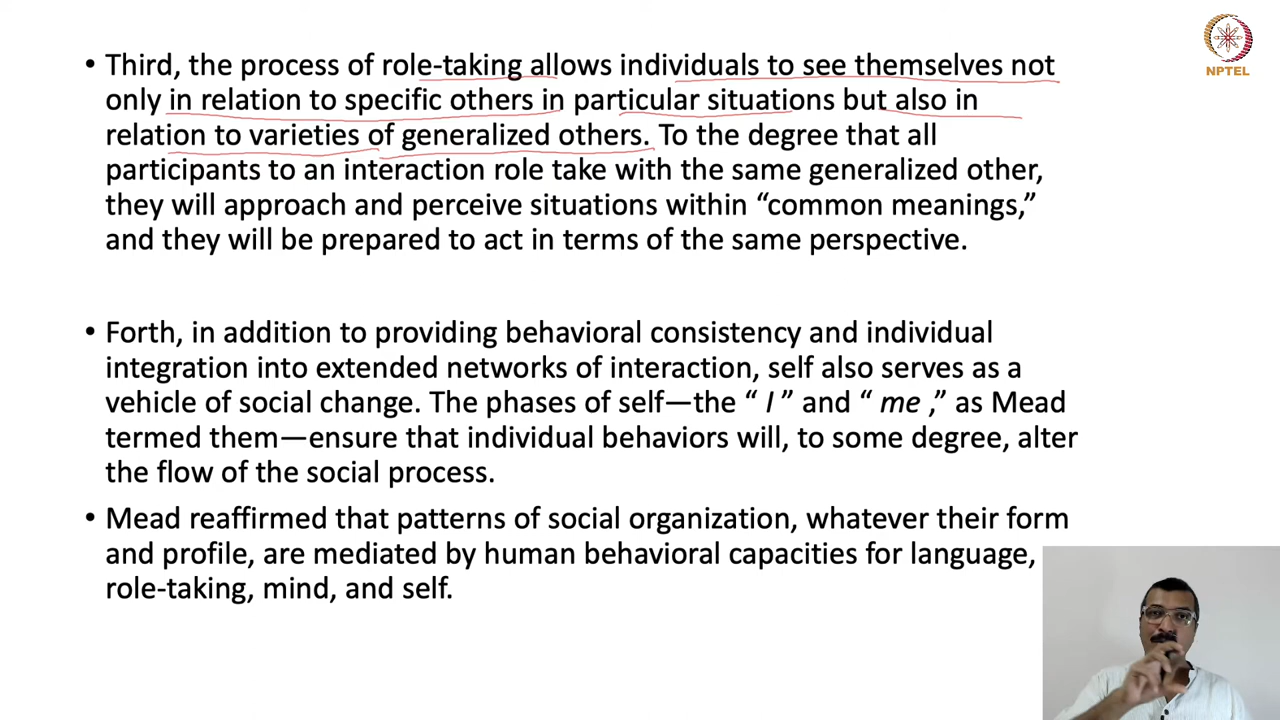 • Third, the process of role-taking allows individuals to see themselves not
only in relation to specific others in particular situations but also in
relation to varieties of generalized others. To the degree that all
participants to an interaction role take with the same generalized other,
they will approach and perceive situations within “common meanings,”
and they will be prepared to act in terms of the same perspective.
• Forth, in addition to providing behavioral consistency and individual
integration into extended networks of interaction, self also serves as a
vehicle of social change. The phases of self—the “ I ” and “ me ,” as Mead
termed them—ensure that individual behaviors will, to some degree, alter
the flow of the social process.
• Mead reaffirmed that patterns of social organization, whatever their form
and profile, are mediated by human behavioral capacities for language,
role-taking, mind, and self.
NPTEL